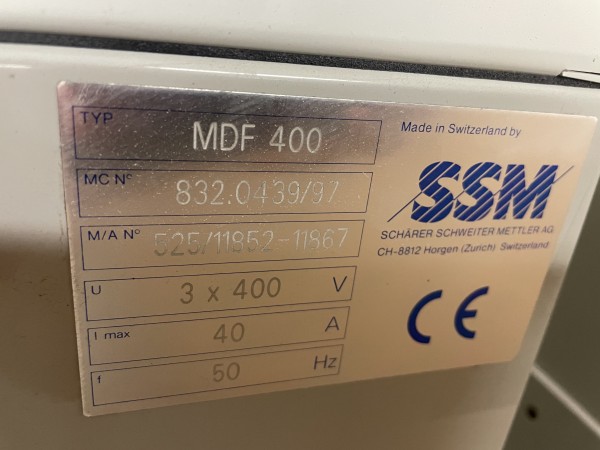 TYP MDF 400
MC N° 832.0439/97
M/A N° 525/11852-11867
U 3 x 400 V
I max 40 A
f 50 Hz
Made in Switzerland by
SSM
SCHÄRER SCHWEITER METTLER AG
CH-8812 Horgen (Zurich) Switzerland
CE